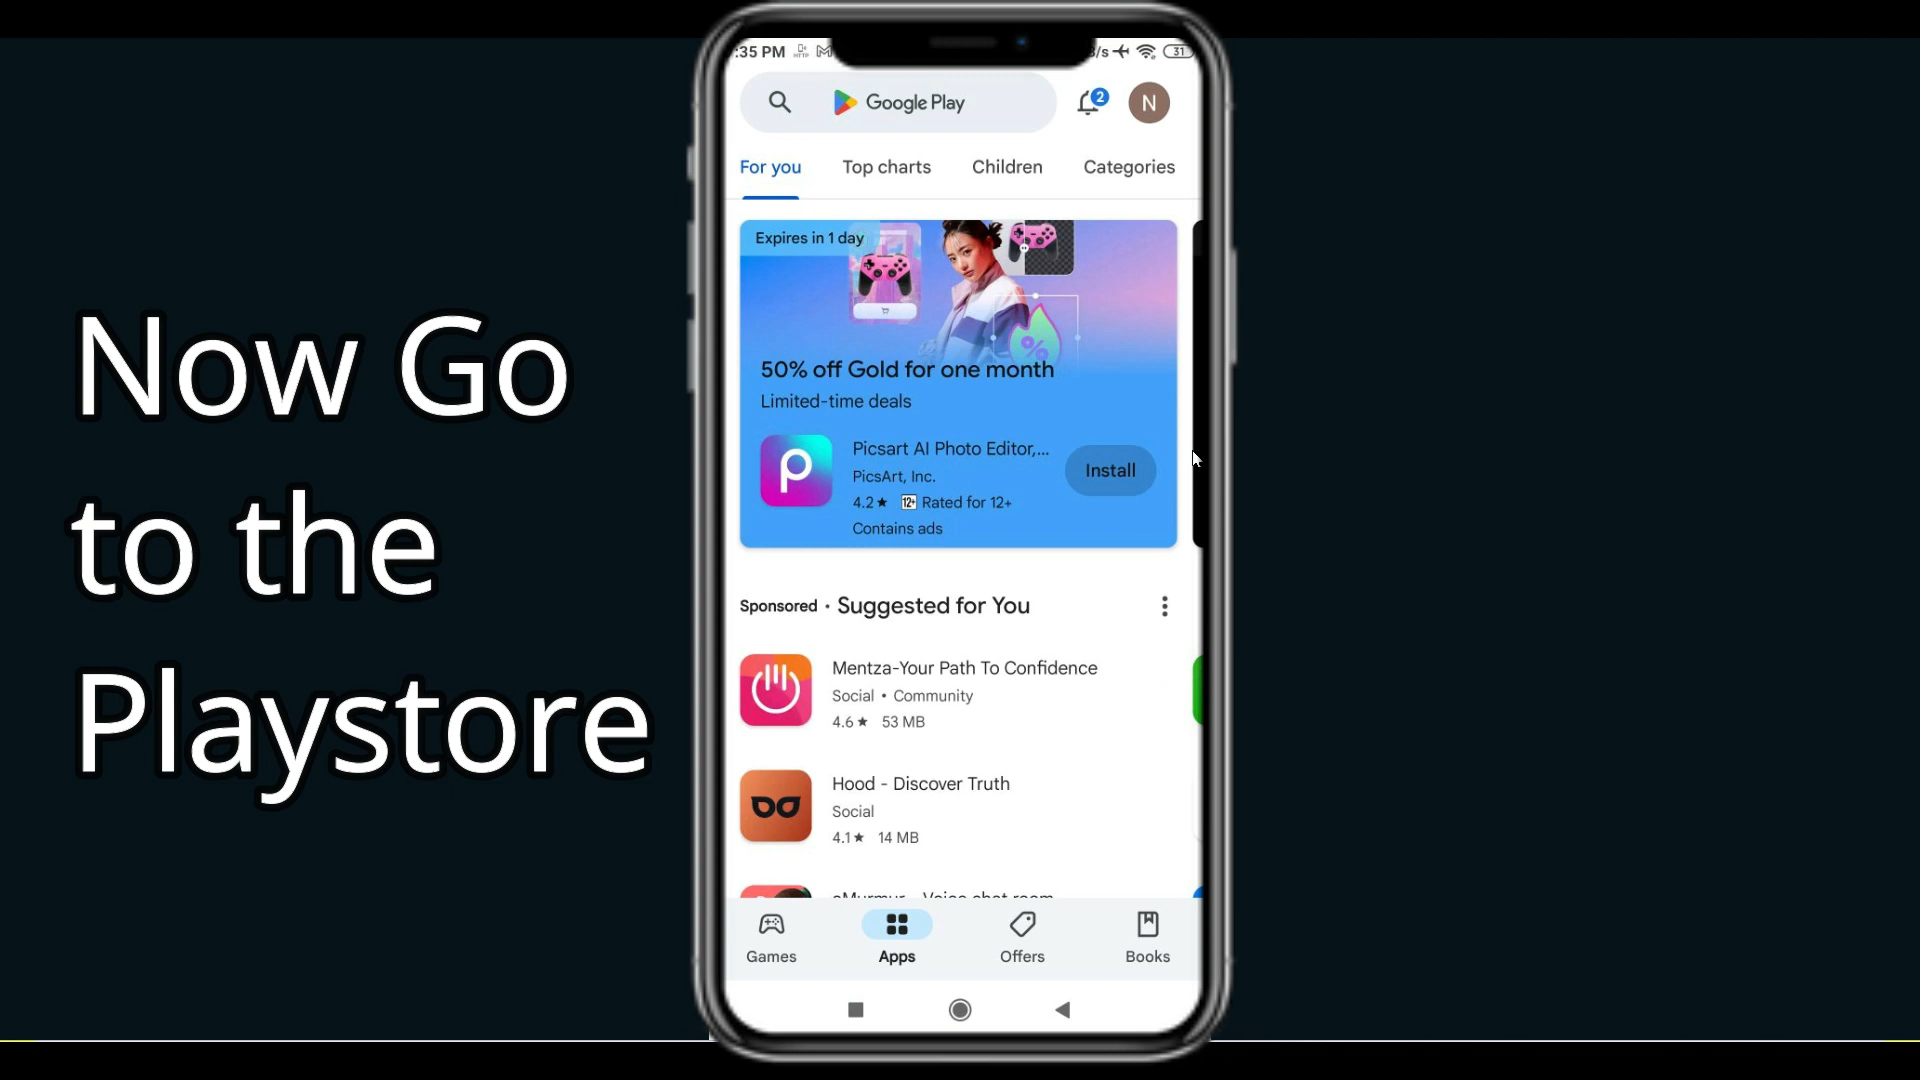 Now Go
to the
Playstore
:35 PM
/s
31
Google Play
2
N
For you
Top charts
Children
Categories
Expires in 1 day
%
50% off Gold for one month
Limited-time deals
Picsart AI Photo Editor,...
PicsArt, Inc.
4.2★ 12+ Rated for 12+
Contains ads
Install
Sponsored • Suggested for You
Mentza-Your Path To Confidence
Social • Community
4.6★ 53 MB
Hood - Discover Truth
Social
4.1★ 14 MB
Games
Apps
Offers
Books